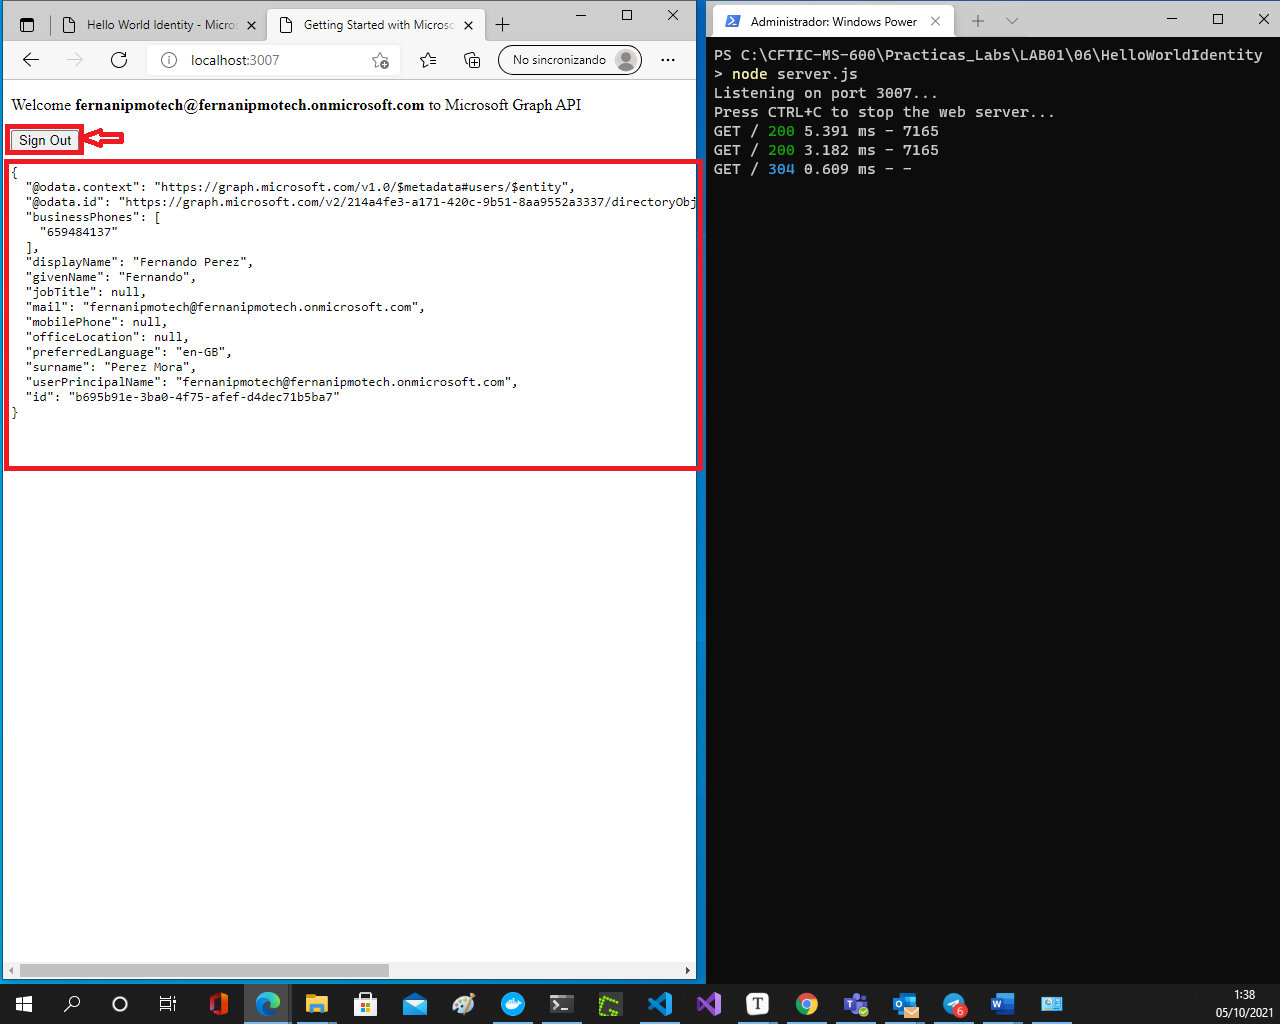 Hello World Identity - Micros
Getting Started with Microsc
localhost:3007
No sincronizando
Welcome fernanipmotech@fernanipmotech.onmicrosoft.com to Microsoft Graph API
Sign Out
{
"@odata.context": "https://graph.microsoft.com/v1.0/$metadata#users/$entity",
"@odata.id": "https://graph.microsoft.com/v2/214a4fe3-a171-420c-9b51-8aa9552a3337/directoryObj
"businessPhones": [
"659484137"
],
"displayName": "Fernando Perez",
"givenName": "Fernando",
"jobTitle": null,
"mail": "fernanipmotech@fernanipmotech.onmicrosoft.com",
"mobilePhone": null,
"officeLocation": null,
"preferredLanguage": "en-GB",
"surname": "Perez Mora",
"userPrincipalName": "fernanipmotech@fernanipmotech.onmicrosoft.com",
"id": "b695b91e-3ba0-4f75-afef-d4dec71b5ba7"
}
Administrador: Windows Power
PS C:\CFTIC-MS-600\Practicas_Labs\LAB01\06\HelloWorldIdentity
> node server.js
Listening on port 3007...
Press CTRL+C to stop the web server...
GET / 200 5.391 ms - 7165
GET / 200 3.182 ms - 7165
GET / 304 0.609 ms - -
T
6
1:38
05/10/2021